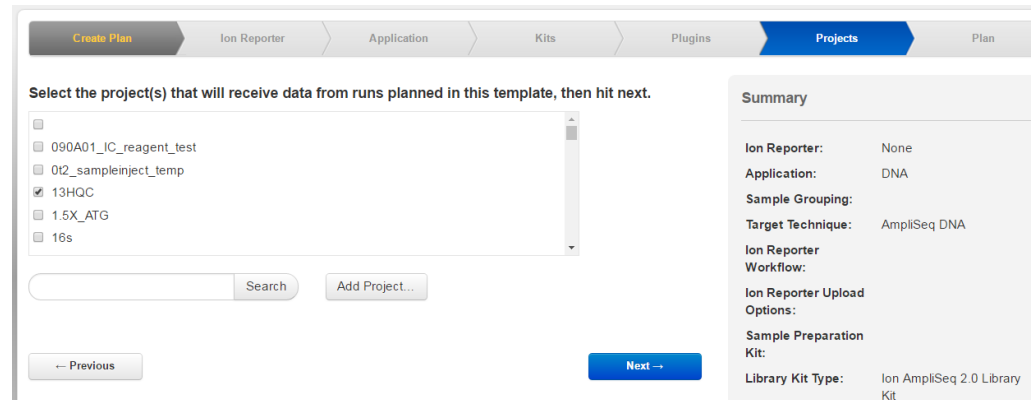 Create Plan
Ion Reporter
Application
Kits
Plugins
Projects
Plan
Select the project(s) that will receive data from runs planned in this template, then hit next.
090A01_IC_reagent_test
0t2_sampleinject_temp
13HQC
1.5X_ATG
16s
Search
Add Project...
← Previous
Next →
Summary
Ion Reporter: None
Application: DNA
Sample Grouping:
Target Technique: AmpliSeq DNA
Ion Reporter
Workflow:
Ion Reporter Upload
Options:
Sample Preparation
Kit:
Library Kit Type: Ion AmpliSeq 2.0 Library
Kit